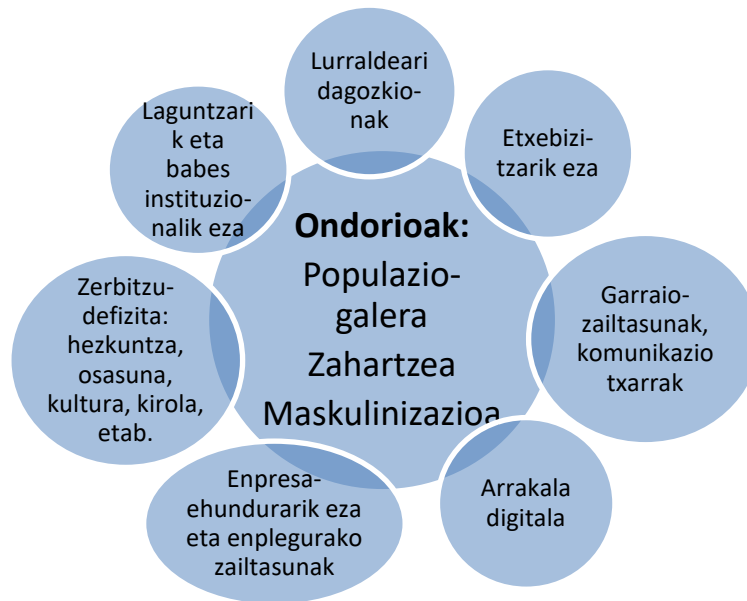 Lurraldeari
dagozkio-
nak
Etxebizi-
tzarik eza
Garraio-
zailtasunak,
komunikazio
txarrak
Arrakala
digitala
Enpresa-
ehundurarik eza
eta enplegurako
zailtasunak
Zerbitzu-
defizita:
hezkuntza,
osasuna,
kultura, kirola,
etab.
Laguntzari
k eta
babes
instituzio-
nalik eza
Ondorioak:
Populazio-
galera
Zahartzea
Maskulinizazioa